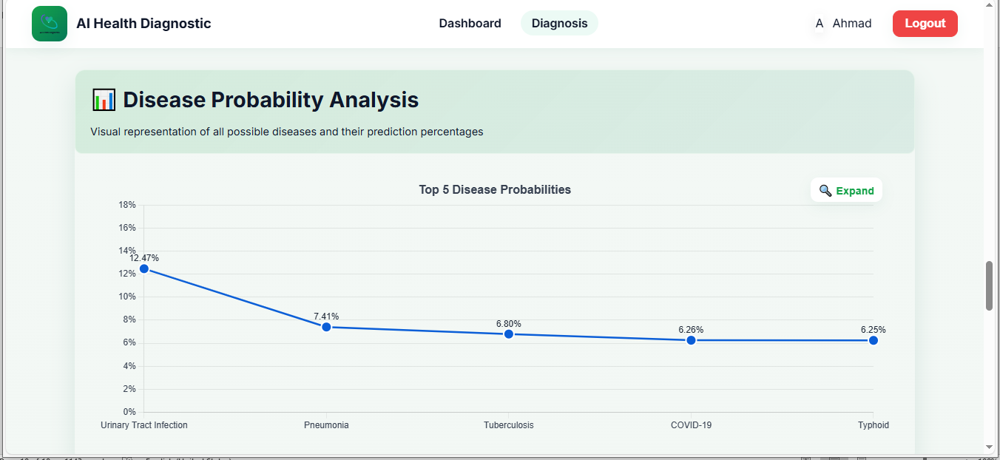 AI Health Diagnostic
Dashboard
Diagnosis
A Ahmad
Logout
Disease Probability Analysis
Visual representation of all possible diseases and their prediction percentages
Top 5 Disease Probabilities
Expand
18%
16%
14%
12.47%
12%
10%
8%
7.41%
6.80%
6.26%
6.25%
6%
4%
2%
0%
Urinary Tract Infection
Pneumonia
Tuberculosis
COVID-19
Typhoid